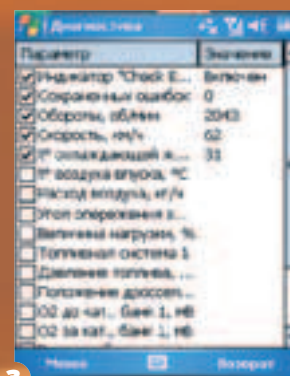 Диагностика
Параметр Значение
Индикатор "Check E... Включен
Сохраненных ошибок 0
Обороты, об/мин 2043
Скорость, км/ч 62
t° охлаждающей ж... 31
t° воздуха впуска, °C
Расход воздуха, кг/ч
Угол опережения з...
Величина нагрузки, %
Топливная система 1
Давление топлива, ...
Положение дроссел...
O2 до кат., банк 1, мВ
O2 за кат., банк 1, мВ
Меню Возврат
3